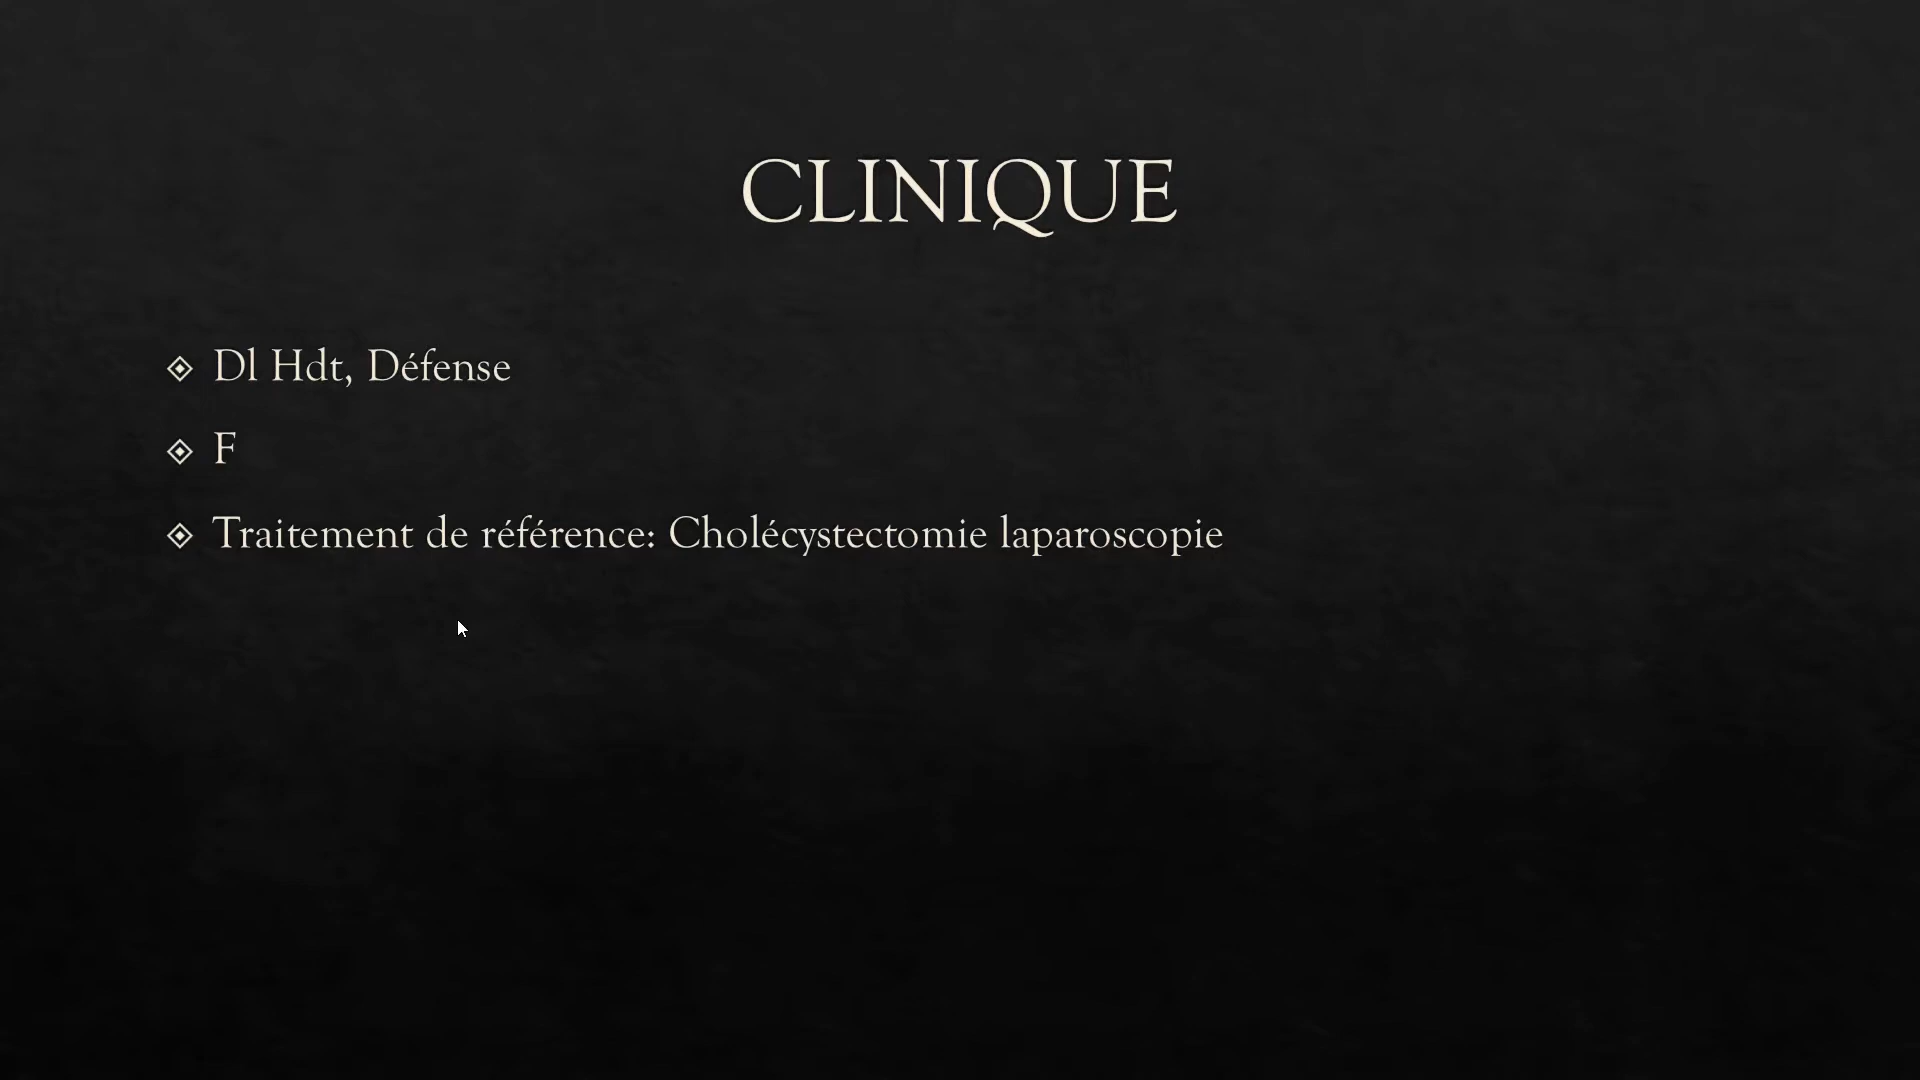 CLINIQUE
Dl Hdt, Défense
F
Traitement de référence: Cholécystectomie laparoscopie